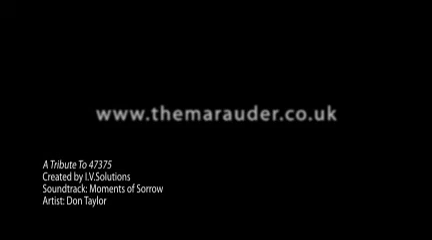 www.themarauder.co.uk
A Tribute To 47375
Created by I.V.Solutions
Soundtrack: Moments of Sorrow
Artist: Don Taylor